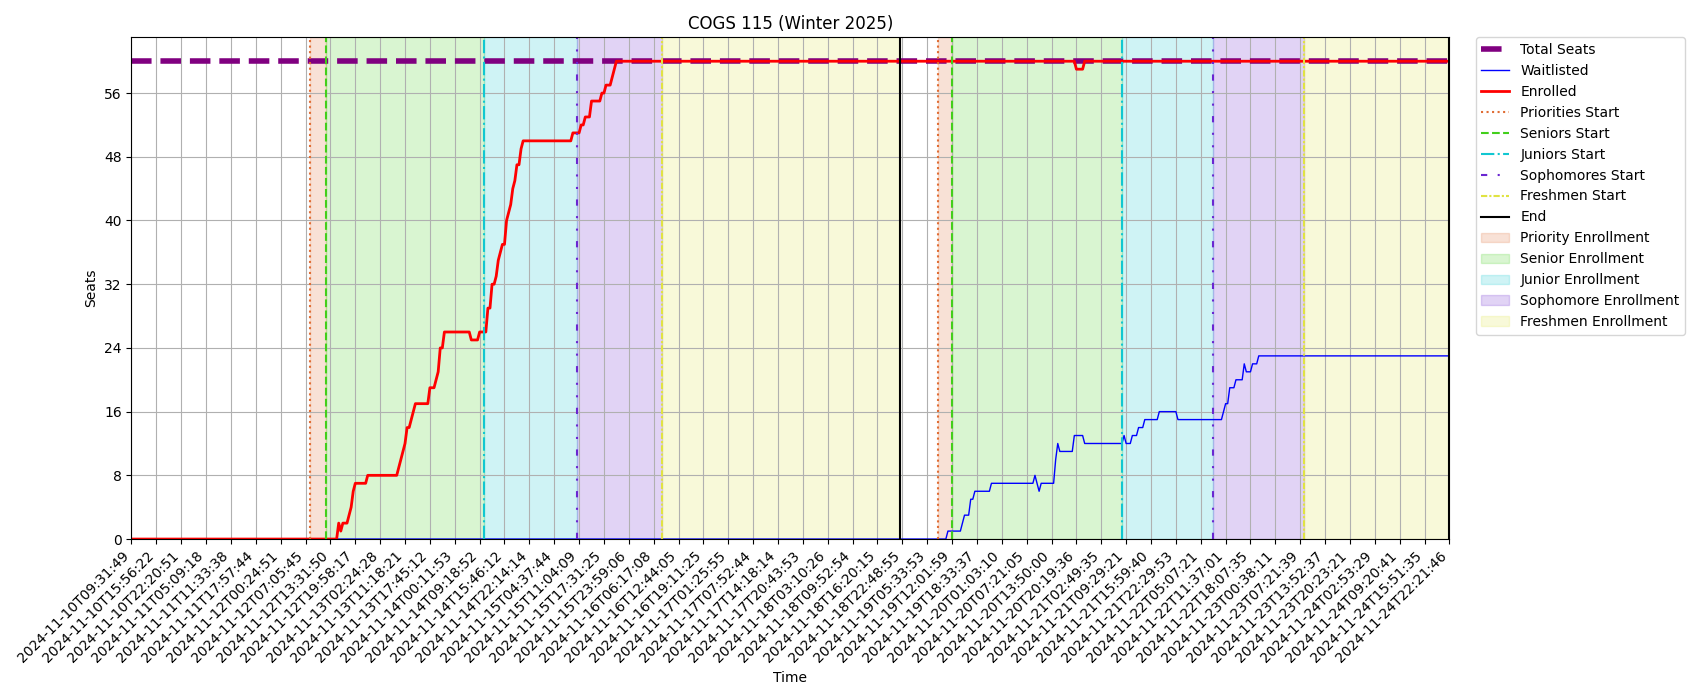 COGS 115 (Winter 2025)
Seats
56
48
40
32
24
16
8
0
2024-11-10T09:31:49
2024-11-10T15:56:22
2024-11-10T22:20:51
2024-11-11T05:09:18
2024-11-11T11:33:38
2024-11-11T17:57:44
2024-11-12T00:24:51
2024-11-12T07:05:45
2024-11-12T13:31:50
2024-11-12T19:58:17
2024-11-13T02:24:28
2024-11-13T11:18:21
2024-11-13T17:45:12
2024-11-14T00:11:53
2024-11-14T09:18:52
2024-11-14T15:46:12
2024-11-14T22:14:14
2024-11-15T04:37:44
2024-11-15T11:04:09
2024-11-15T17:31:25
2024-11-15T23:59:06
2024-11-16T06:17:08
2024-11-16T12:44:05
2024-11-16T19:11:25
2024-11-17T01:25:55
2024-11-17T07:52:44
2024-11-17T14:18:14
2024-11-17T20:43:53
2024-11-18T03:10:26
2024-11-18T09:52:54
2024-11-18T16:20:15
2024-11-18T22:48:55
2024-11-19T05:33:53
2024-11-19T12:01:59
2024-11-19T18:33:37
2024-11-20T01:03:10
2024-11-20T07:21:05
2024-11-20T13:50:00
2024-11-20T20:19:36
2024-11-21T02:49:35
2024-11-21T09:29:21
2024-11-21T15:59:40
2024-11-21T22:29:53
2024-11-22T05:07:21
2024-11-22T11:37:01
2024-11-22T18:07:35
2024-11-23T00:38:11
2024-11-23T07:21:39
2024-11-23T13:52:37
2024-11-23T20:23:21
2024-11-24T02:53:29
2024-11-24T09:20:41
2024-11-24T15:51:35
2024-11-24T22:21:46
Time
Total Seats
Waitlisted
Enrolled
Priorities Start
Seniors Start
Juniors Start
Sophomores Start
Freshmen Start
End
Priority Enrollment
Senior Enrollment
Junior Enrollment
Sophomore Enrollment
Freshmen Enrollment